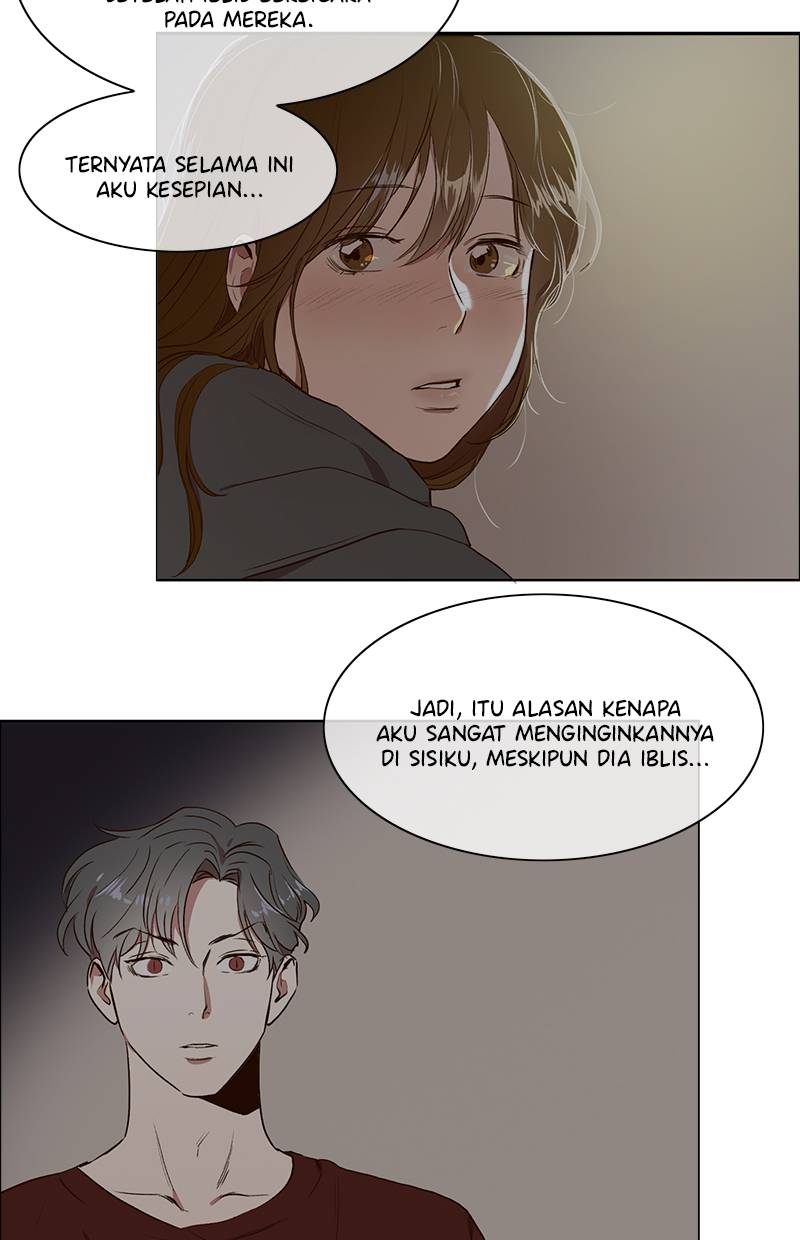 PADA MEREKA.
TERNYATA SELAMA INI
AKU KESEPIAN...
JADI, ITU ALASAN KENAPA
AKU SANGAT MENGINGINKANNYA
DI SISIKU, MESKIPUN DIA IBLIS...